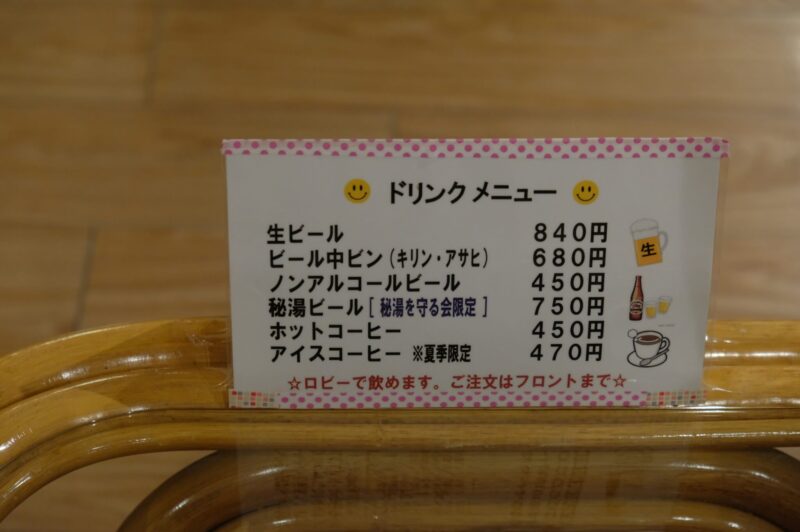 ドリンクメニュー
生ビール 840円
ビール中ビン（キリン・アサヒ） 680円
ノンアルコールビール 450円
秘湯ビール [ 秘湯を守る会限定 ] 750円
ホットコーヒー 450円
アイスコーヒー ※夏季限定 470円
☆ロビーで飲めます。ご注文はフロントまで☆
生